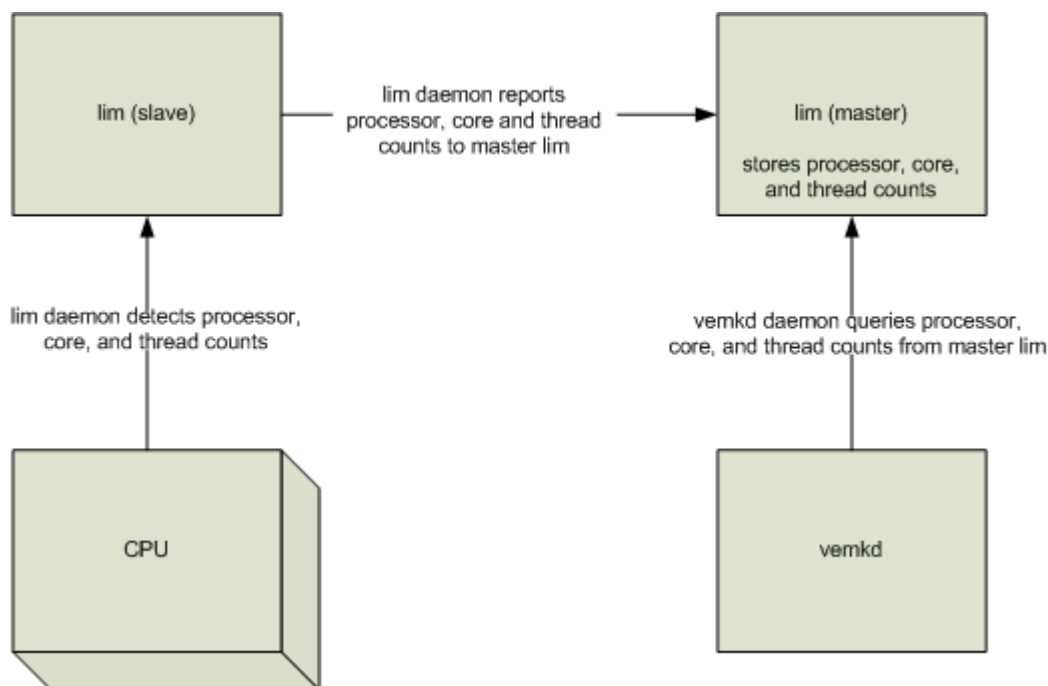 lim (slave)
lim daemon reports
processor, core and thread
counts to master lim
lim (master)
stores processor, core,
and thread counts
lim daemon detects processor,
core, and thread counts
vemkd daemon queries processor,
core, and thread counts from master lim
CPU
vemkd